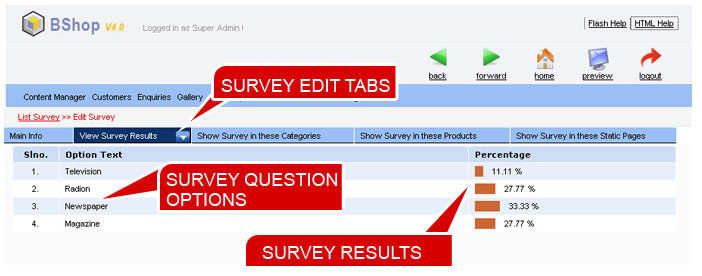 BShop V4.0
Logged in as Super Admin !
Flash Help HTML Help
back forward home preview logout
SURVEY EDIT TABS
Content Manager Customers Enquiries Gallery
List Survey >> Edit Survey
Main Info View Survey Results Show Survey in these Categories Show Survey in these Products Show Survey in these Static Pages
Slno. Option Text Percentage
1. Television 11.11 %
2. Radion 27.77 %
SURVEY QUESTION
OPTIONS
3. Newspaper 33.33 %
4. Magazine 27.77 %
SURVEY RESULTS